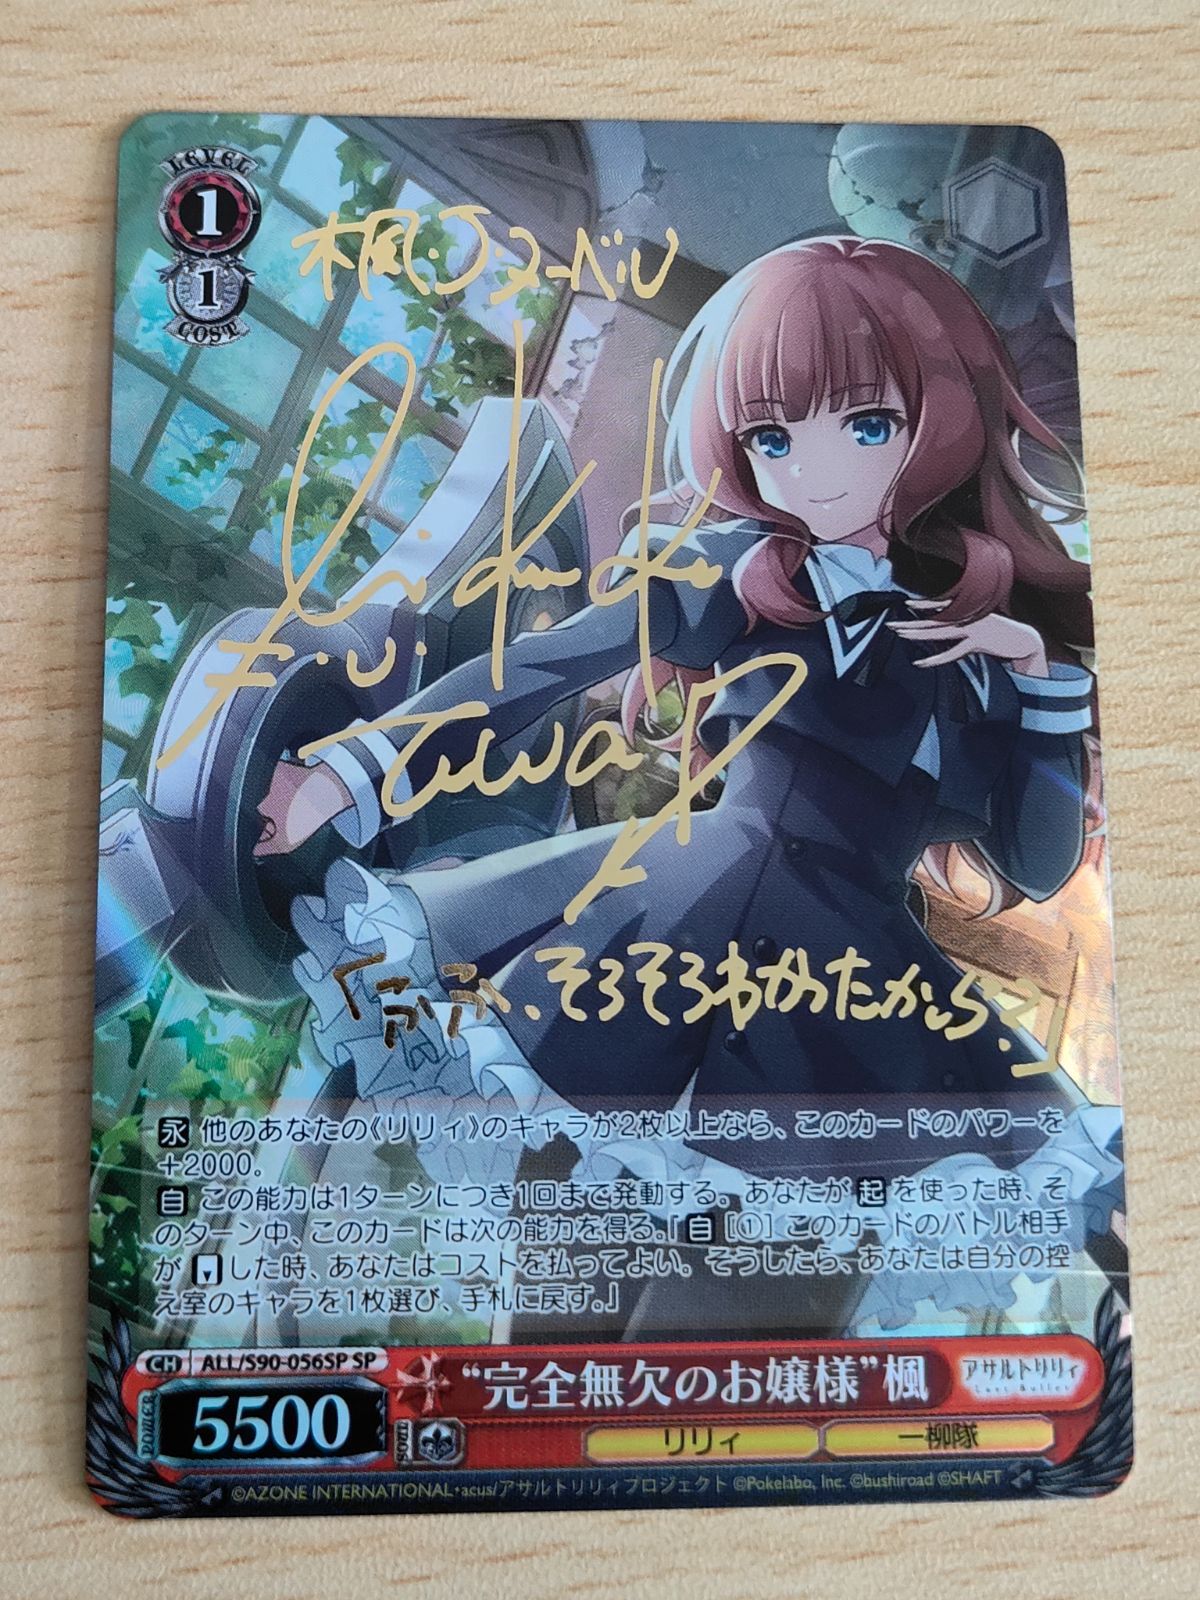 LEVEL
1
1
COST
楓・J・ヌーベル
「ふふふ、そろそろわかったかしら?」
永 他のあなたの《リリィ》のキャラが2枚以上なら、このカードのパワーを
+2000。
自 この能力は1ターンにつき1回まで発動する。あなたが 起 を使った時、そ
のターン中、このカードは次の能力を得る。『 自 [①] このカードのバトル相手
が した時、あなたはコストを払ってよい。そうしたら、あなたは自分の控
え室のキャラを1枚選び、手札に戻す。』
CH ALL/S90-056SP SP
“完全無欠のお嬢様”楓
アサルトリリィ
Last Bullet
POWER
5500
SOUL
リリィ 一柳隊
©AZONE INTERNATIONAL・acus/アサルトリリィプロジェクト ©Pokelabo, Inc. ©bushiroad ©SHAFT